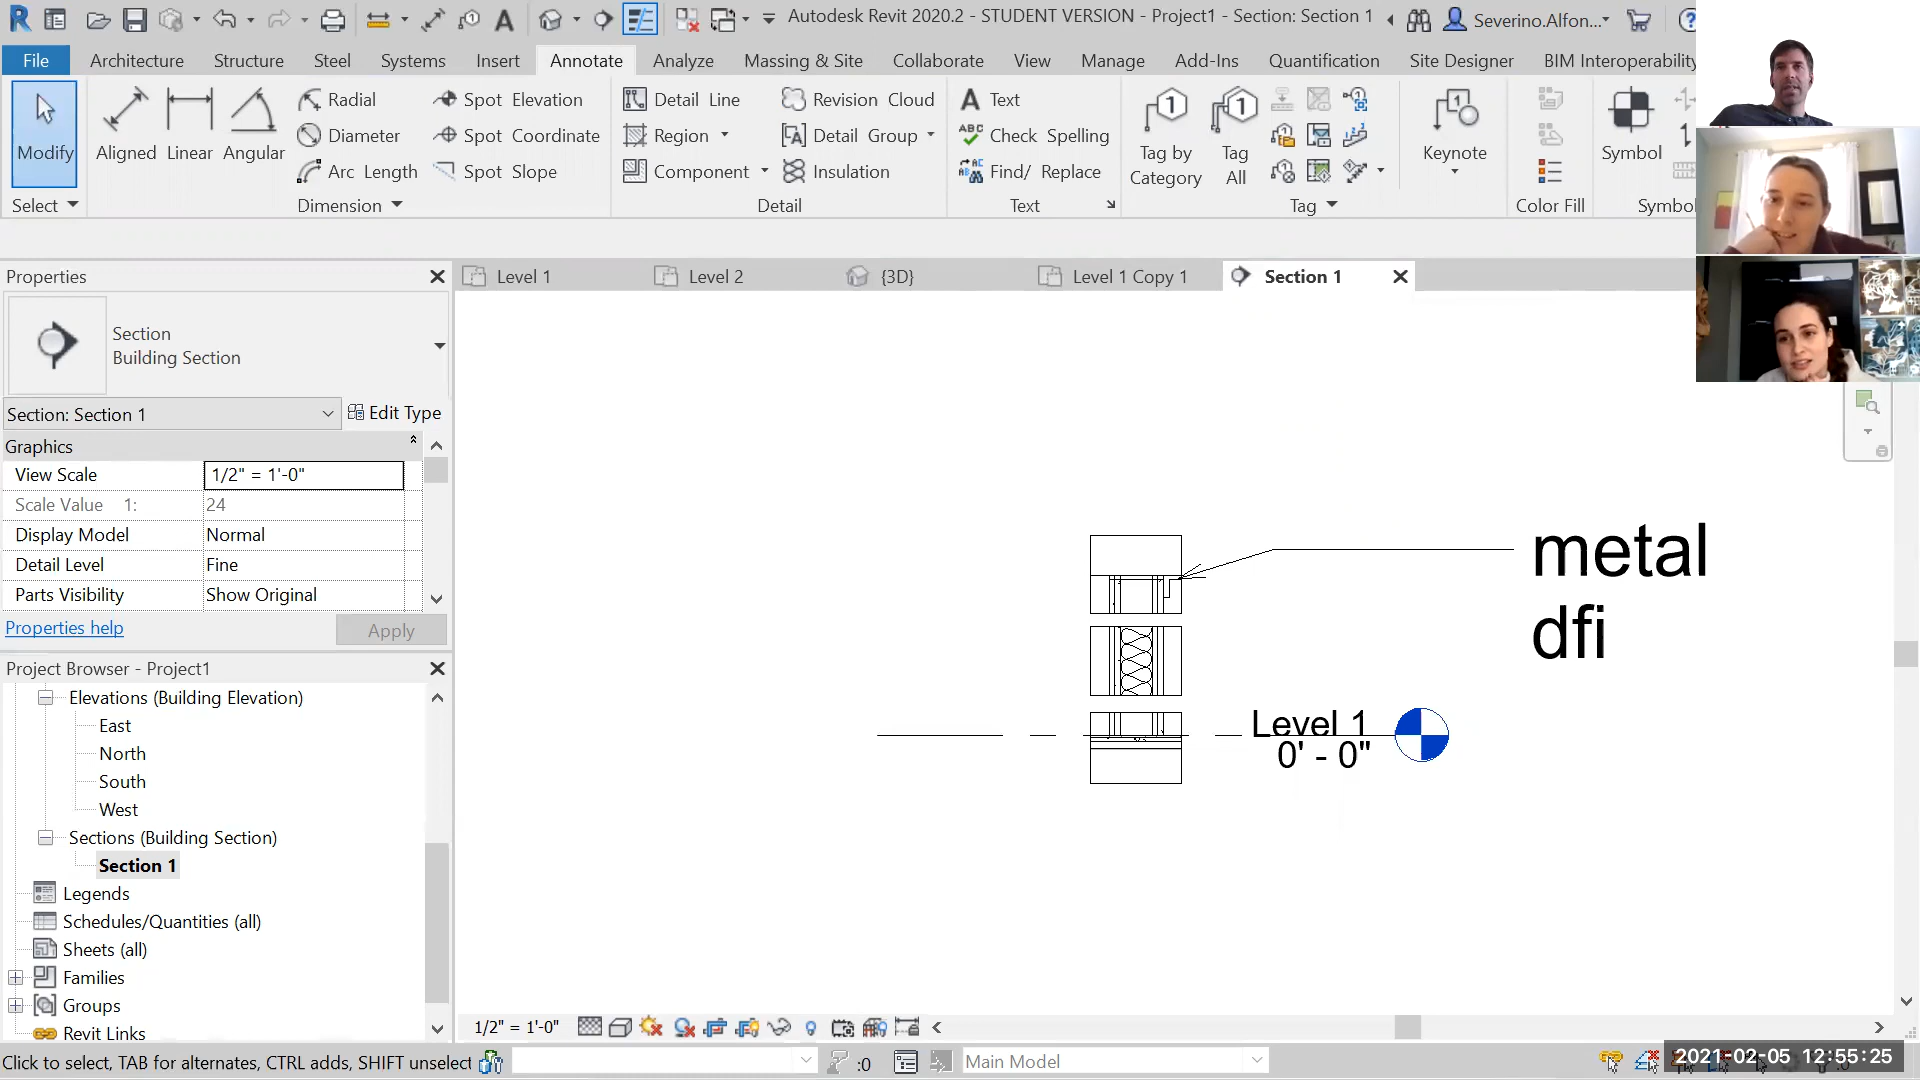 Autodesk Revit 2020.2 - STUDENT VERSION - Project1 - Section: Section 1
Severino.Alfon...
File
Architecture
Structure
Steel
Systems
Insert
Annotate
Analyze
Massing & Site
Collaborate
View
Manage
Add-Ins
Quantification
Site Designer
BIM Interoperability
Modify
Aligned
Linear
Angular
Radial
Diameter
Arc Length
Spot Elevation
Spot Coordinate
Spot Slope
Detail Line
Region
Component
Revision Cloud
Detail Group
Insulation
Text
Check Spelling
Find/ Replace
Tag by
Category
Tag
All
Keynote
Symbol
Select
Dimension
Detail
Text
Tag
Color Fill
Symbol
Properties
Level 1
Level 2
{3D}
Level 1 Copy 1
Section 1
Section
Building Section
Section: Section 1
Edit Type
Graphics
View Scale
1/2" = 1'-0"
Scale Value 1:
24
Display Model
Normal
Detail Level
Fine
Parts Visibility
Show Original
Properties help
Apply
Project Browser - Project1
Elevations (Building Elevation)
East
North
South
West
Sections (Building Section)
Section 1
Legends
Schedules/Quantities (all)
Sheets (all)
Families
Groups
Revit Links
metal
dfi
Level 1
0' - 0"
1/2" = 1'-0"
Click to select, TAB for alternates, CTRL adds, SHIFT unselect
:0
Main Model
2021-02-05 12:55:25